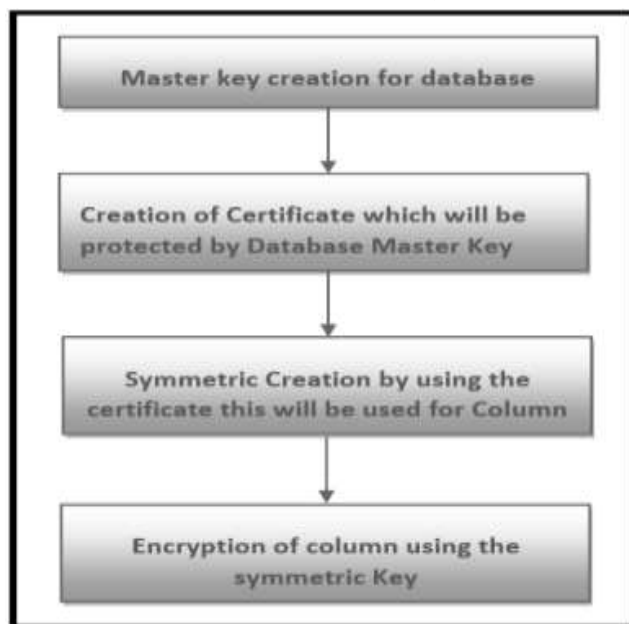 Master key creation for database
Creation of Certificate which will be
protected by Database Master Key
Symmetric Creation by using the
certificate this will be used for Column
Encryption of column using the
symmetric Key